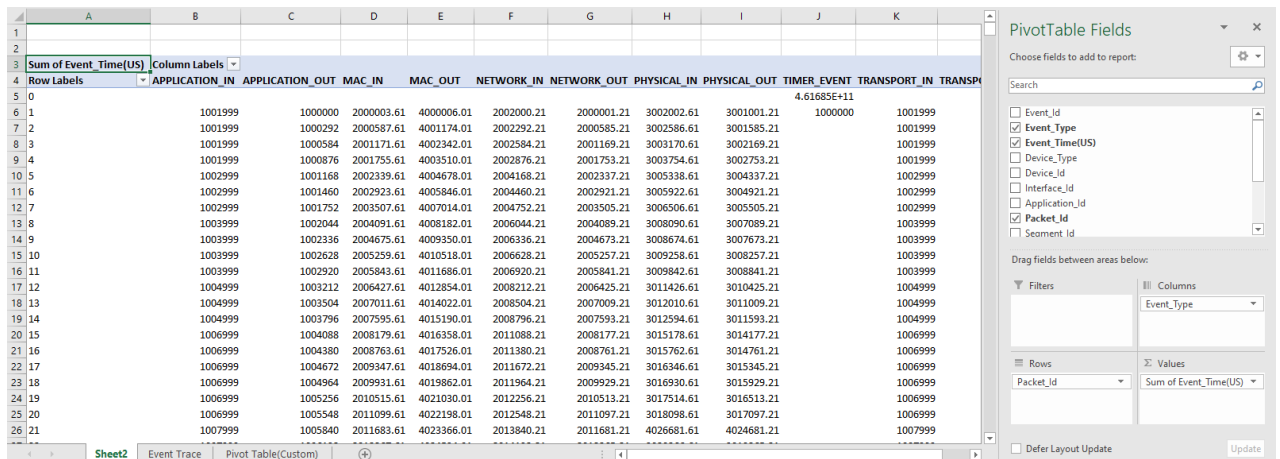 A B C D E F G H I J K
1
2
3 Sum of Event_Time(US) Column Labels
4 Row Labels APPLICATION_IN APPLICATION_OUT MAC_IN MAC_OUT NETWORK_IN NETWORK_OUT PHYSICAL_IN PHYSICAL_OUT TIMER_EVENT TRANSPORT_IN
5 0 4.61685E+11
6 1 1001999 1000000 2000003.61 4000006.01 2002000.21 2000001.21 3002002.61 3001001.21 1000000 1001999
7 2 1001999 1000292 2000587.61 4001174.01 2002292.21 2000585.21 3002586.61 3001585.21 1001999
8 3 1001999 1000584 2001171.61 4002342.01 2002584.21 2001169.21 3003170.61 3002169.21 1001999
9 4 1001999 1000876 2001755.61 4003510.01 2002876.21 2001753.21 3003754.61 3002753.21 1001999
10 5 1002999 1001168 2002339.61 4004678.01 2004168.21 2002337.21 3005338.61 3004337.21 1002999
11 6 1002999 1001460 2002923.61 4005846.01 2004460.21 2002921.21 3005922.61 3004921.21 1002999
12 7 1002999 1001752 2003507.61 4007014.01 2004752.21 2003505.21 3006506.61 3005505.21 1002999
13 8 1003999 1002044 2004091.61 4008182.01 2006044.21 2004089.21 3008090.61 3007089.21 1003999
14 9 1003999 1002336 2004675.61 4009350.01 2006336.21 2004673.21 3008674.61 3007673.21 1003999
15 10 1003999 1002628 2005259.61 4010518.01 2006628.21 2005257.21 3009258.61 3008257.21 1003999
16 11 1003999 1002920 2005843.61 4011686.01 2006920.21 2005841.21 3009842.61 3008841.21 1003999
17 12 1004999 1003212 2006427.61 4012854.01 2008212.21 2006425.21 3011426.61 3010425.21 1004999
18 13 1004999 1003504 2007011.61 4014022.01 2008504.21 2007009.21 3012010.61 3011009.21 1004999
19 14 1004999 1003796 2007595.61 4015190.01 2008796.21 2007593.21 3012594.61 3011593.21 1004999
20 15 1006999 1004088 2008179.61 4016358.01 2011088.21 2008177.21 3015178.61 3014177.21 1006999
21 16 1006999 1004380 2008763.61 4017526.01 2011380.21 2008761.21 3015762.61 3014761.21 1006999
22 17 1006999 1004672 2009347.61 4018694.01 2011672.21 2009345.21 3016346.61 3015345.21 1006999
23 18 1006999 1004964 2009931.61 4019862.01 2011964.21 2009929.21 3016930.61 3015929.21 1006999
24 19 1006999 1005256 2010515.61 4021030.01 2012256.21 2010513.21 3017514.61 3016513.21 1006999
25 20 1006999 1005548 2011099.61 4022198.01 2012548.21 2011097.21 3018098.61 3017097.21 1006999
26 21 1007999 1005840 2011683.61 4023366.01 2013840.21 2011681.21 4026681.61 4024681.21 1007999
Sheet2 Event Trace Pivot Table(Custom)
PivotTable Fields
Choose fields to add to report:
Search
Event_Id
Event_Type
Event_Time(US)
Device_Type
Device_Id
Interface_Id
Application_Id
Packet_Id
Segment_Id
Drag fields between areas below:
Filters Columns
Event_Type
Rows Σ Values
Packet_Id Sum of Event_Time(US)
Defer Layout Update Update